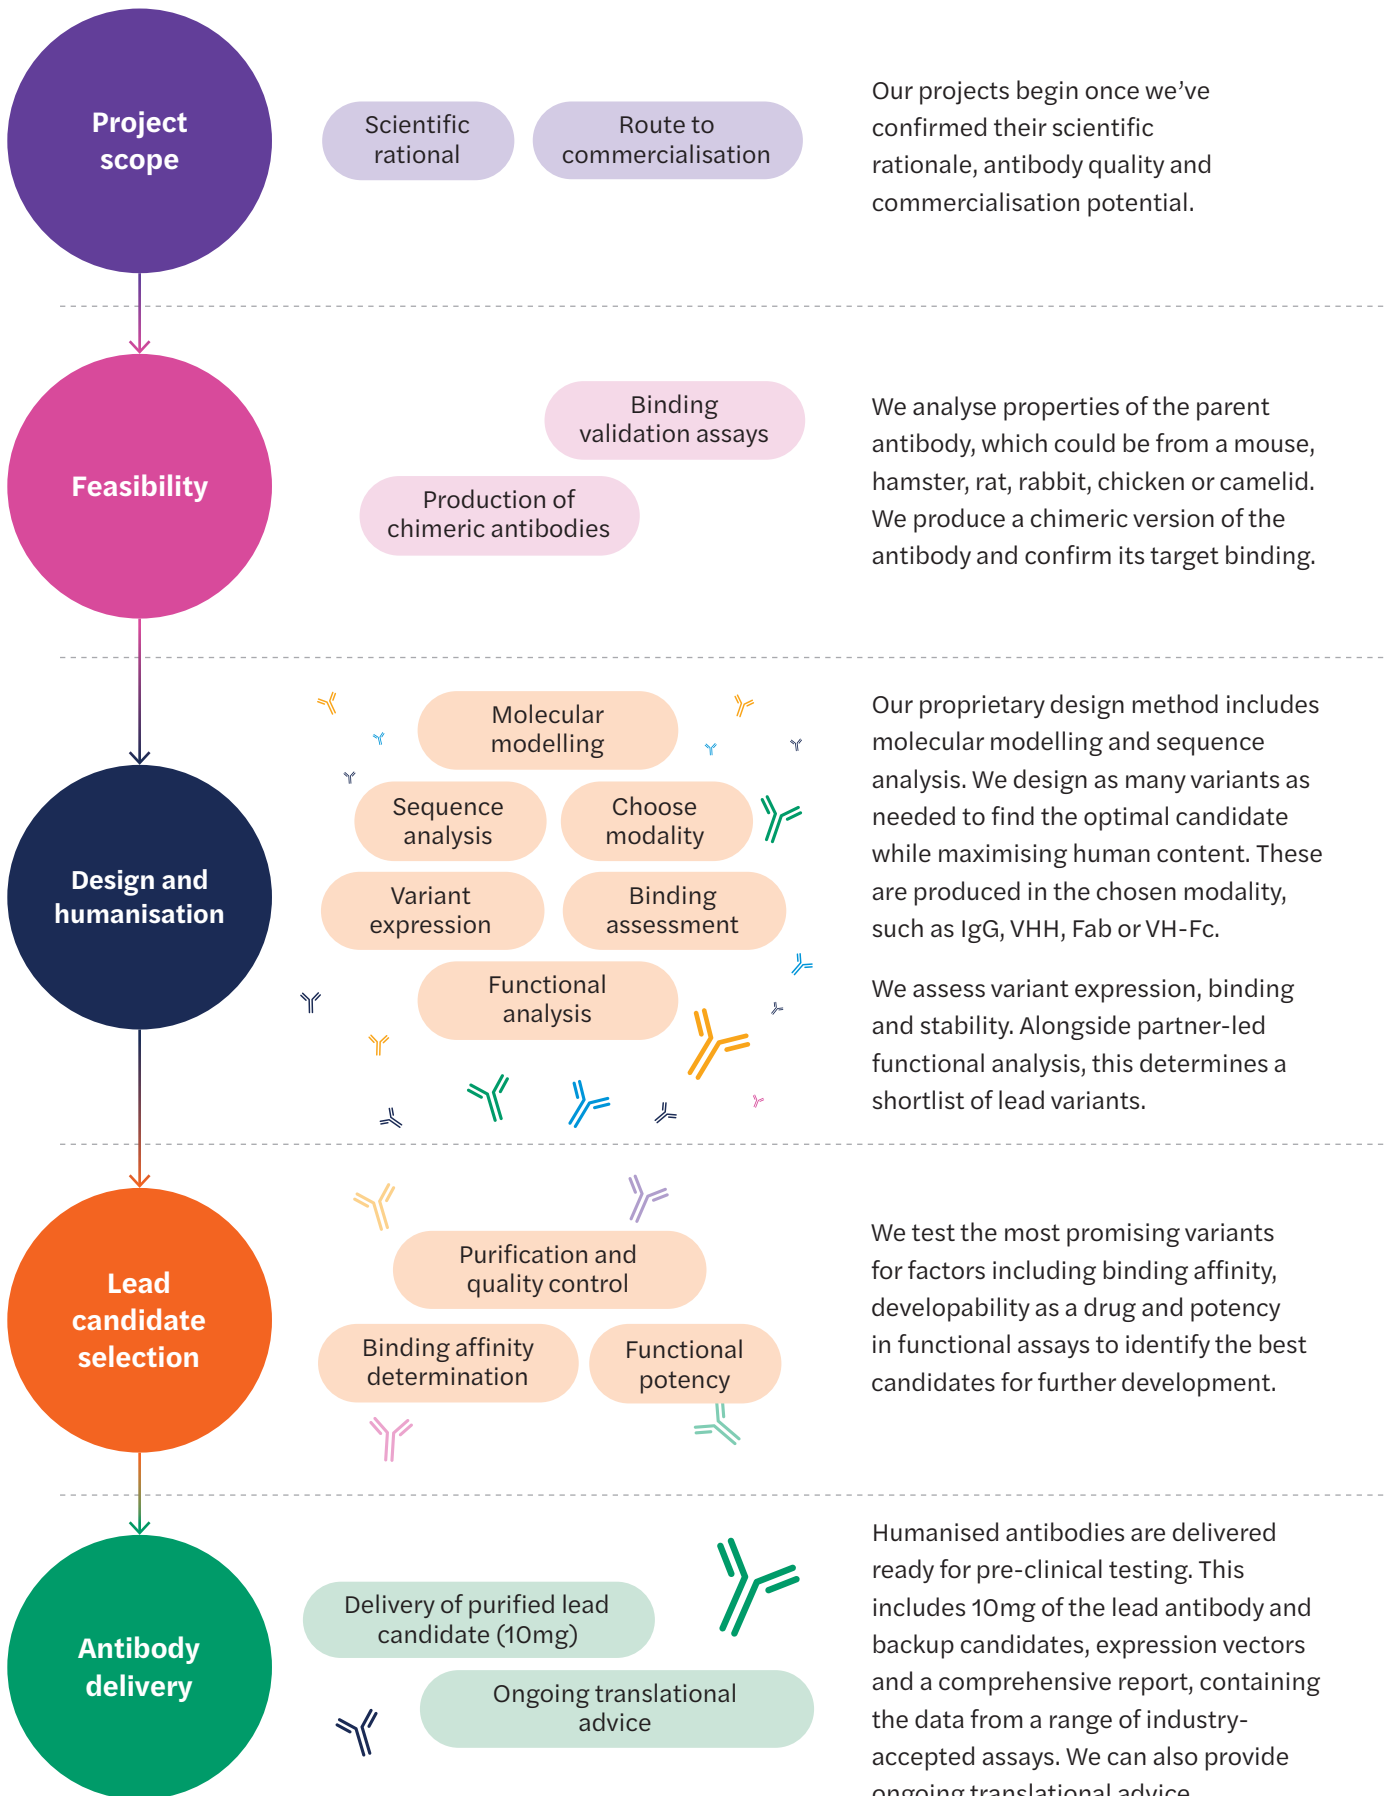 Project
scope
Scientific
rational
Route to
commercialisation
Our projects begin once we’ve
confirmed their scientific
rationale, antibody quality and
commercialisation potential.
Feasibility
Binding
validation assays
Production of
chimeric antibodies
We analyse properties of the parent
antibody, which could be from a mouse,
hamster, rat, rabbit, chicken or camelid.
We produce a chimeric version of the
antibody and confirm its target binding.
Design and
humanisation
Molecular
modelling
Sequence
analysis
Choose
modality
Variant
expression
Binding
assessment
Functional
analysis
Our proprietary design method includes
molecular modelling and sequence
analysis. We design as many variants as
needed to find the optimal candidate
while maximising human content. These
are produced in the chosen modality,
such as IgG, VHH, Fab or VH-Fc.
We assess variant expression, binding
and stability. Alongside partner-led
functional analysis, this determines a
shortlist of lead variants.
Lead
candidate
selection
Purification and
quality control
Binding affinity
determination
Functional
potency
We test the most promising variants
for factors including binding affinity,
developability as a drug and potency
in functional assays to identify the best
candidates for further development.
Antibody
delivery
Delivery of purified lead
candidate (10mg)
Ongoing translational
advice
Humanised antibodies are delivered
ready for pre-clinical testing. This
includes 10mg of the lead antibody and
backup candidates, expression vectors
and a comprehensive report, containing
the data from a range of industry-
accepted assays. We can also provide
ongoing translational advice